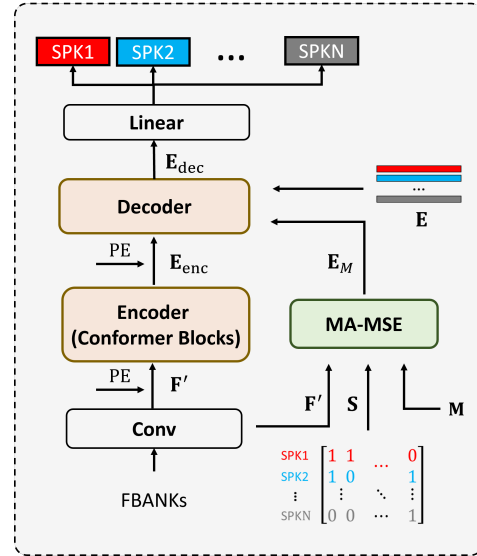 SPK1 SPK2 ... SPKN
Linear
E_dec
Decoder
...
E
PE
E_enc
E_M
Encoder
(Conformer Blocks)
MA-MSE
PE
F′
F′
S
M
Conv
FBANKs
SPK1 1 1 ... 0
SPK2 1 0 1
⋮ ⋮ ⋱ ⋮
SPKN 0 0 ... 1